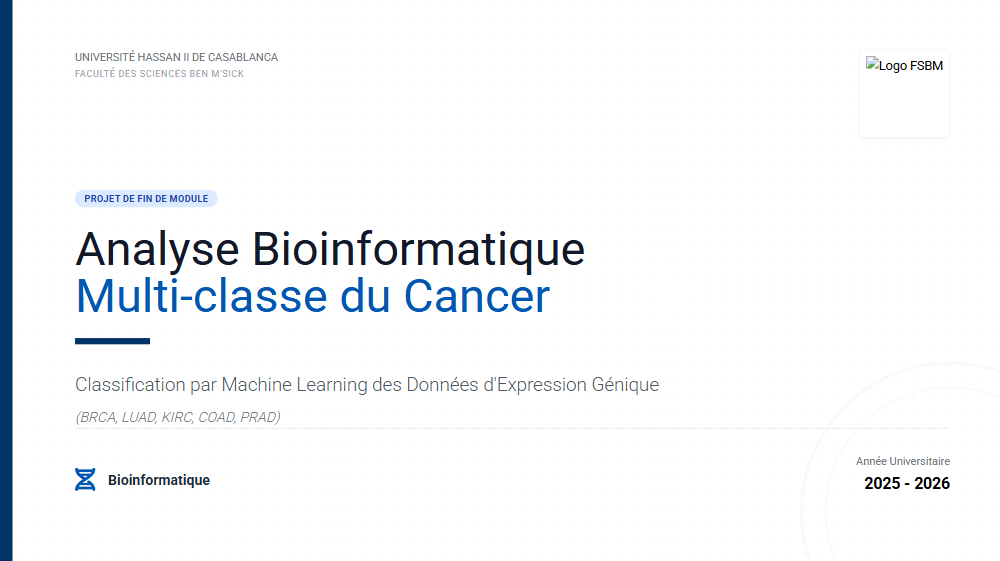 UNIVERSITÉ HASSAN II DE CASABLANCA
FACULTÉ DES SCIENCES BEN M'SICK
Logo FSBM
PROJET DE FIN DE MODULE
Analyse Bioinformatique
Multi-classe du Cancer
Classification par Machine Learning des Données d'Expression Génique
(BRCA, LUAD, KIRC, COAD, PRAD)
Bioinformatique
Année Universitaire
2025 - 2026